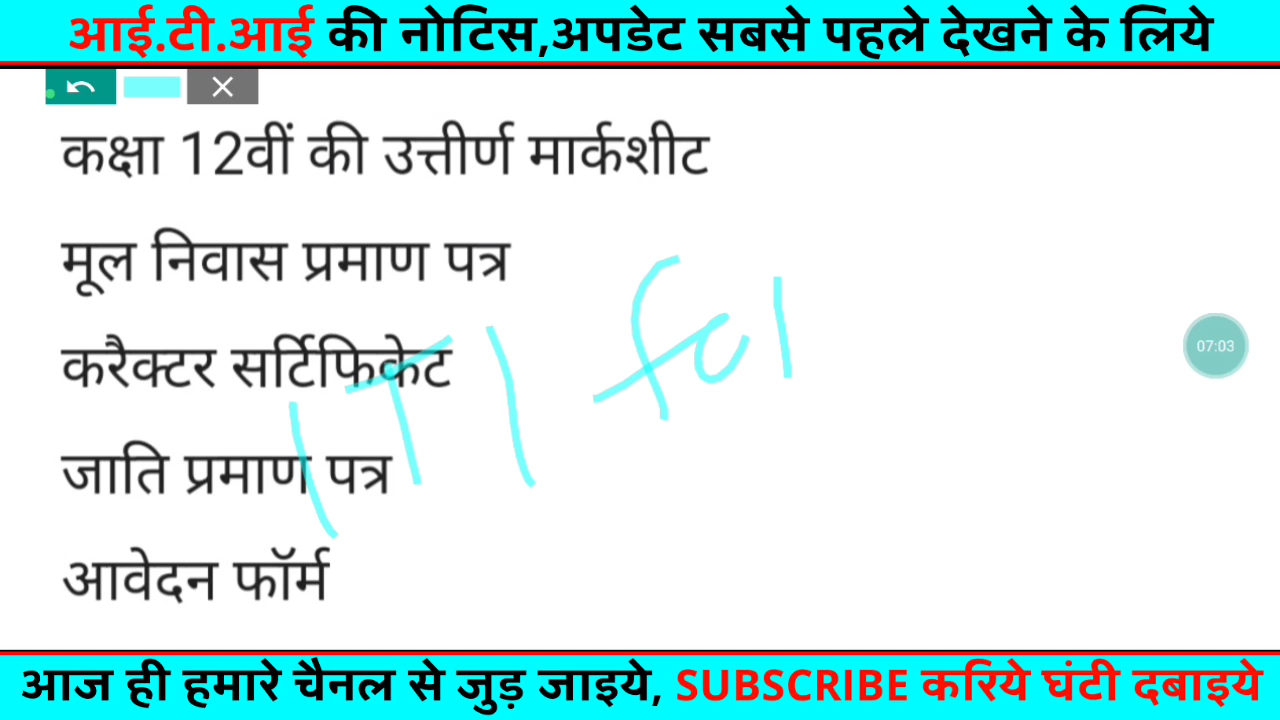 आई.टी.आई की नोटिस,अपडेट सबसे पहले देखने के लिये
कक्षा 12वीं की उत्तीर्ण मार्कशीट
मूल निवास प्रमाण पत्र
करैक्टर सर्टिफिकेट
जाति प्रमाण पत्र
आवेदन फॉर्म
ITI
07:03
आज ही हमारे चैनल से जुड़ जाइये, SUBSCRIBE करिये घंटी दबाइये